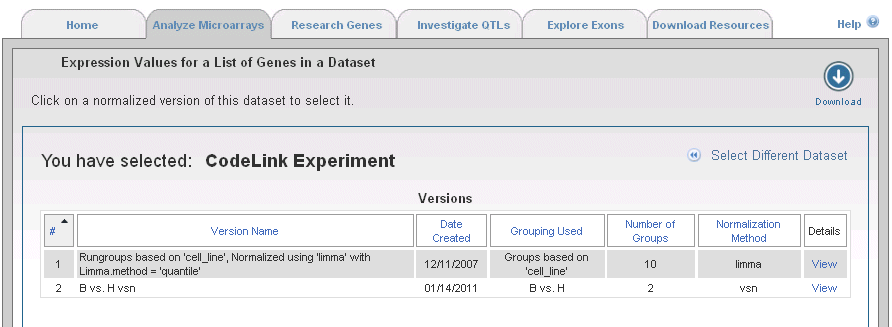 Home Analyze Microarrays Research Genes Investigate QTLs Explore Exons Download Resources Help ?
Expression Values for a List of Genes in a Dataset
Click on a normalized version of this dataset to select it.
Download
You have selected: CodeLink Experiment
Select Different Dataset
Versions
# Version Name Date Created Grouping Used Number of Groups Normalization Method Details
1 Rungroups based on 'cell_line', Normalized using 'limma' with Limma.method = 'quantile' 12/11/2007 Groups based on 'cell_line' 10 limma View
2 B vs. H vsn 01/14/2011 B vs. H 2 vsn View